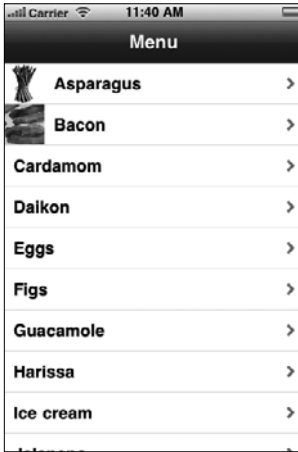 Carrier 11:40 AM
Menu
Asparagus
Bacon
Cardamom
Daikon
Eggs
Figs
Guacamole
Harissa
Ice cream